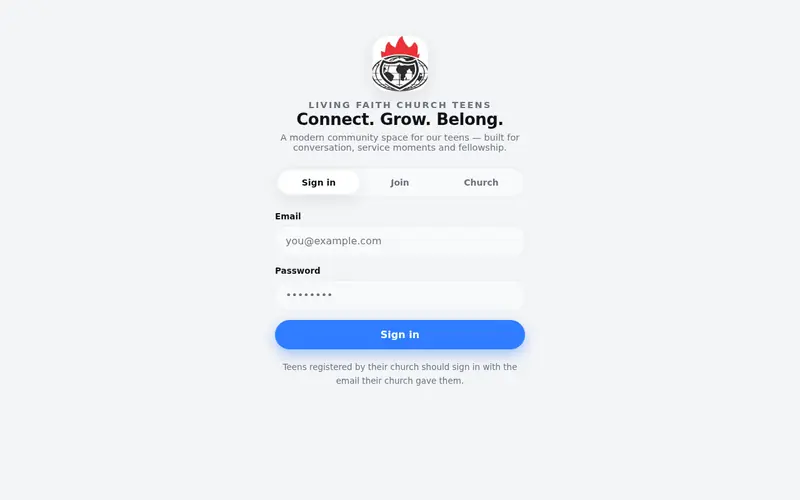 LIVING FAITH CHURCH TEENS
Connect. Grow. Belong.
A modern community space for our teens — built for
conversation, service moments and fellowship.
Sign in
Join
Church
Email
you@example.com
Password
••••••••
Sign in
Teens registered by their church should sign in with the
email their church gave them.